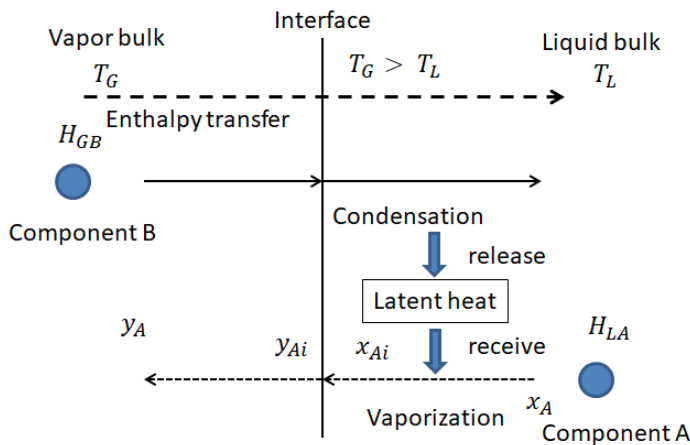 Interface
Vapor bulk
Liquid bulk
T_G
T_G > T_L
T_L
Enthalpy transfer
H_GB
Component B
Condensation
release
Latent heat
receive
y_A
y_Ai
x_Ai
H_LA
Vaporization
x_A
Component A